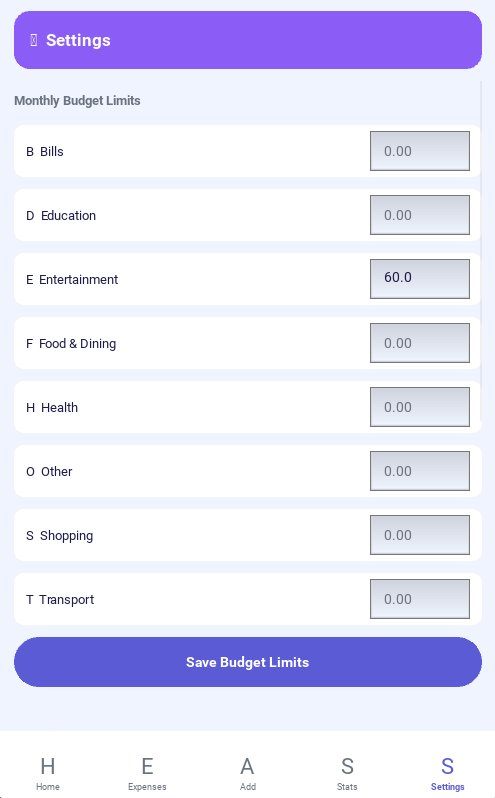 Settings
Monthly Budget Limits
B Bills 0.00
D Education 0.00
E Entertainment 60.0
F Food & Dining 0.00
H Health 0.00
O Other 0.00
S Shopping 0.00
T Transport 0.00
Save Budget Limits
H E A S S
Home Expenses Add Stats Settings